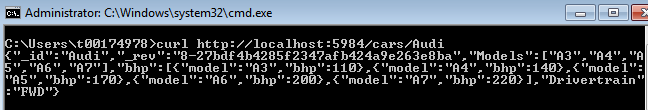 Administrator: C:\Windows\system32\cmd.exe
C:\Users\t00174978>curl http://localhost:5984/cars/Audi
{"_id":"Audi","_rev":"8-27bdf4b4285f2347afb424a9e263e8ba","Models":["A3","A4","A
5","A6","A7"],"bhp":[{"model":"A3","bhp":110},{"model":"A4","bhp":140},{"model":
"A5","bhp":170},{"model":"A6","bhp":200},{"model":"A7","bhp":220}],"Drivertrain"
:"FWD"}